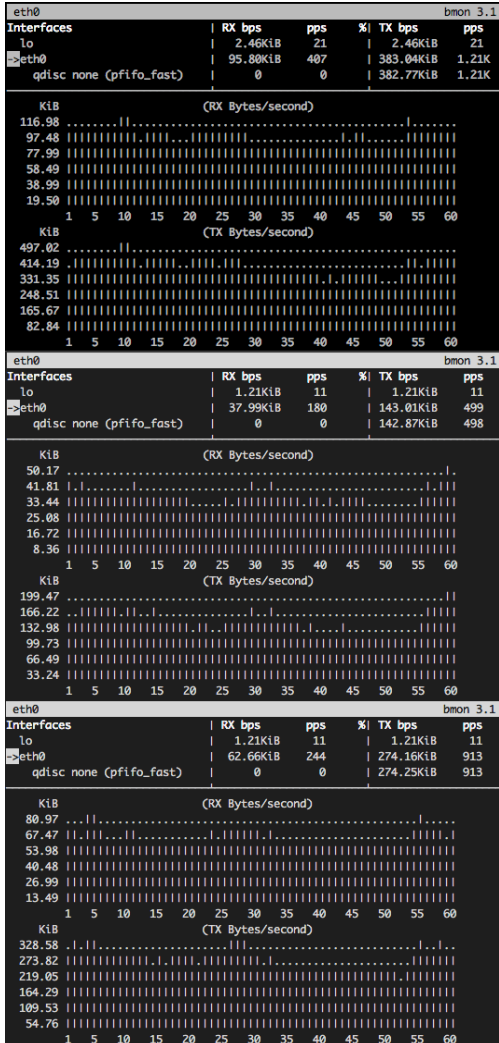 eth0 bmon 3.1
Interfaces | RX bps pps %| TX bps pps
lo | 2.46KiB 21 | 2.46KiB 21
->eth0 | 95.80KiB 407 | 383.04KiB 1.21K
qdisc none (pfifo_fast) | 0 0 | 382.77KiB 1.21K
KiB (RX Bytes/second)
116.98
97.48
77.99
58.49
38.99
19.50
1 5 10 15 20 25 30 35 40 45 50 55 60
KiB (TX Bytes/second)
497.02
414.19
331.35
248.51
165.67
82.84
1 5 10 15 20 25 30 35 40 45 50 55 60
eth0 bmon 3.1
Interfaces | RX bps pps %| TX bps pps
lo | 1.21KiB 11 | 1.21KiB 11
->eth0 | 37.99KiB 180 | 143.01KiB 499
qdisc none (pfifo_fast) | 0 0 | 142.87KiB 498
KiB (RX Bytes/second)
50.17
41.81
33.44
25.08
16.72
8.36
1 5 10 15 20 25 30 35 40 45 50 55 60
KiB (TX Bytes/second)
199.47
166.22
132.98
99.73
66.49
33.24
1 5 10 15 20 25 30 35 40 45 50 55 60
eth0 bmon 3.1
Interfaces | RX bps pps %| TX bps pps
lo | 1.21KiB 11 | 1.21KiB 11
->eth0 | 62.66KiB 244 | 274.16KiB 913
qdisc none (pfifo_fast) | 0 0 | 274.25KiB 913
KiB (RX Bytes/second)
80.97
67.47
53.98
40.48
26.99
13.49
1 5 10 15 20 25 30 35 40 45 50 55 60
KiB (TX Bytes/second)
328.58
273.82
219.05
164.29
109.53
54.76
1 5 10 15 20 25 30 35 40 45 50 55 60